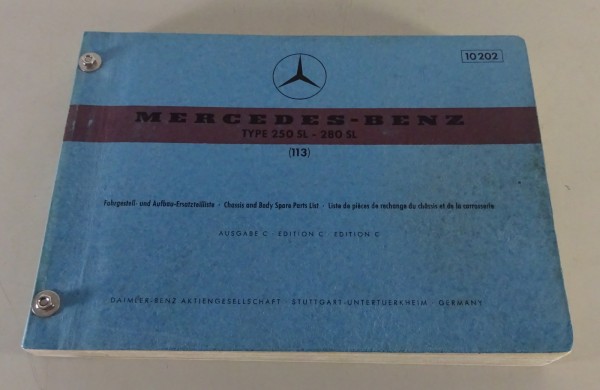 10202
MERCEDES-BENZ
TYPE 250 SL - 280 SL
(113)
Fahrgestell- und Aufbau-Ersatzteilliste · Chassis and Body Spare Parts List · Liste de pièces de rechange du châssis et de la carrosserie
AUSGABE C · EDITION C · EDITION C
DAIMLER-BENZ AKTIENGESELLSCHAFT · STUTTGART-UNTERTUERKHEIM · GERMANY